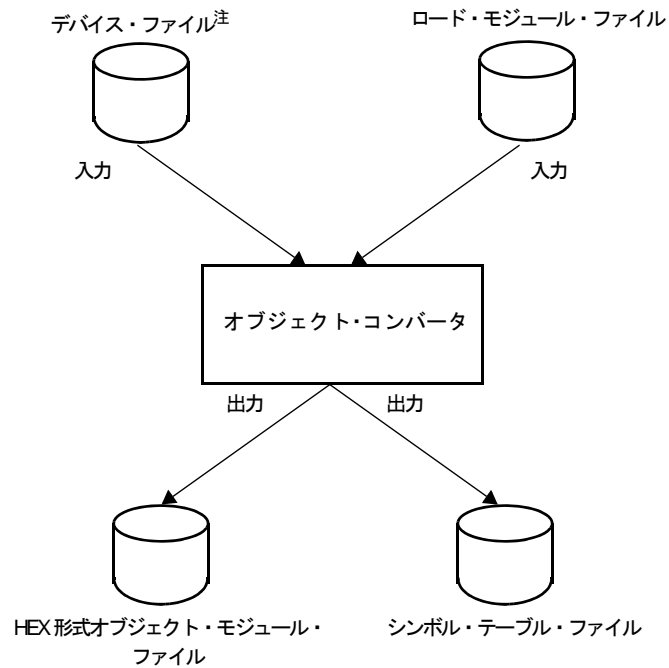 デバイス・ファイル注
ロード・モジュール・ファイル
入力
入力
オブジェクト・コンバータ
出力
出力
HEX 形式オブジェクト・モジュール・
ファイル
シンボル・テーブル・ファイル